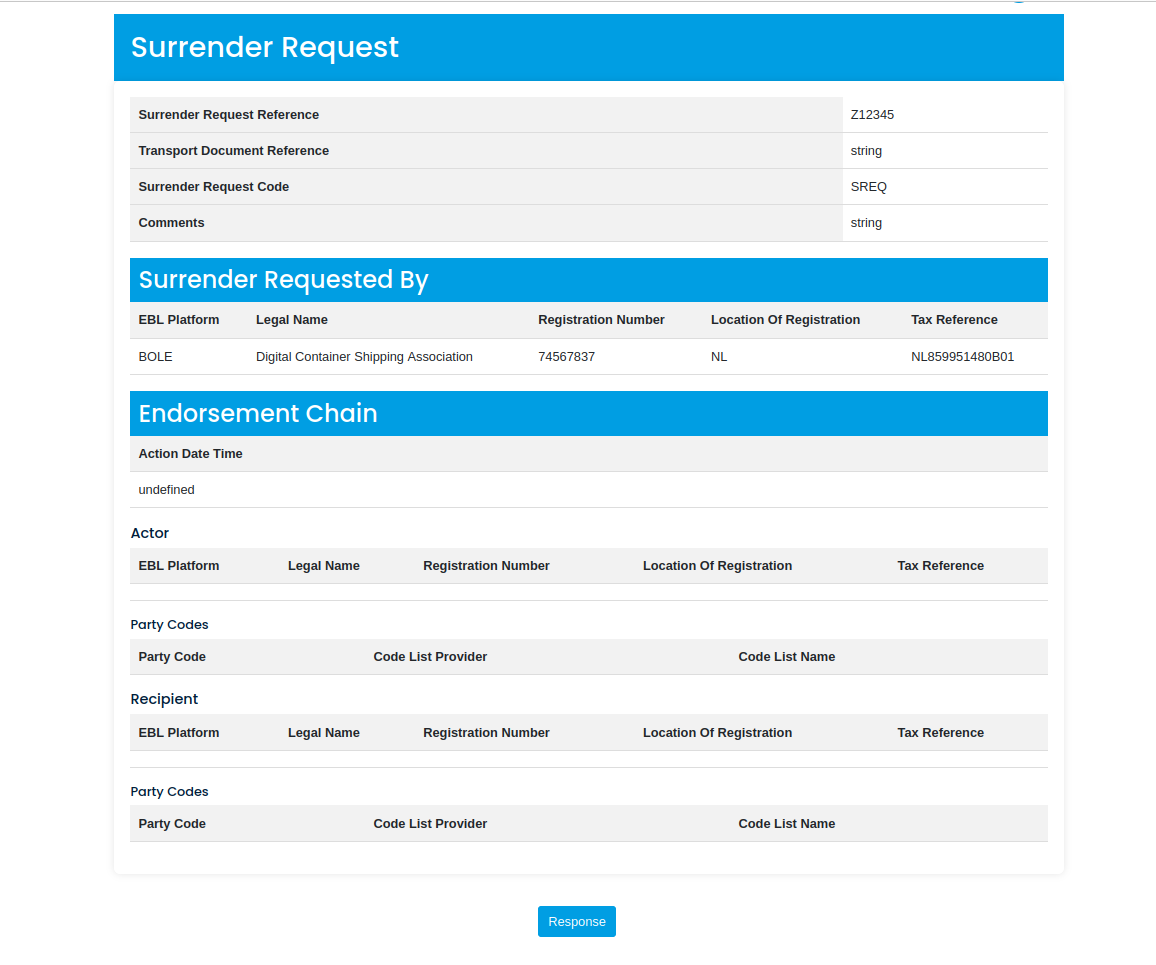 Surrender Request
Surrender Request Reference Z12345
Transport Document Reference string
Surrender Request Code SREQ
Comments string
Surrender Requested By
EBL Platform Legal Name Registration Number Location Of Registration Tax Reference
BOLE Digital Container Shipping Association 74567837 NL NL859951480B01
Endorsement Chain
Action Date Time
undefined
Actor
EBL Platform Legal Name Registration Number Location Of Registration Tax Reference
Party Codes
Party Code Code List Provider Code List Name
Recipient
EBL Platform Legal Name Registration Number Location Of Registration Tax Reference
Party Codes
Party Code Code List Provider Code List Name
Response